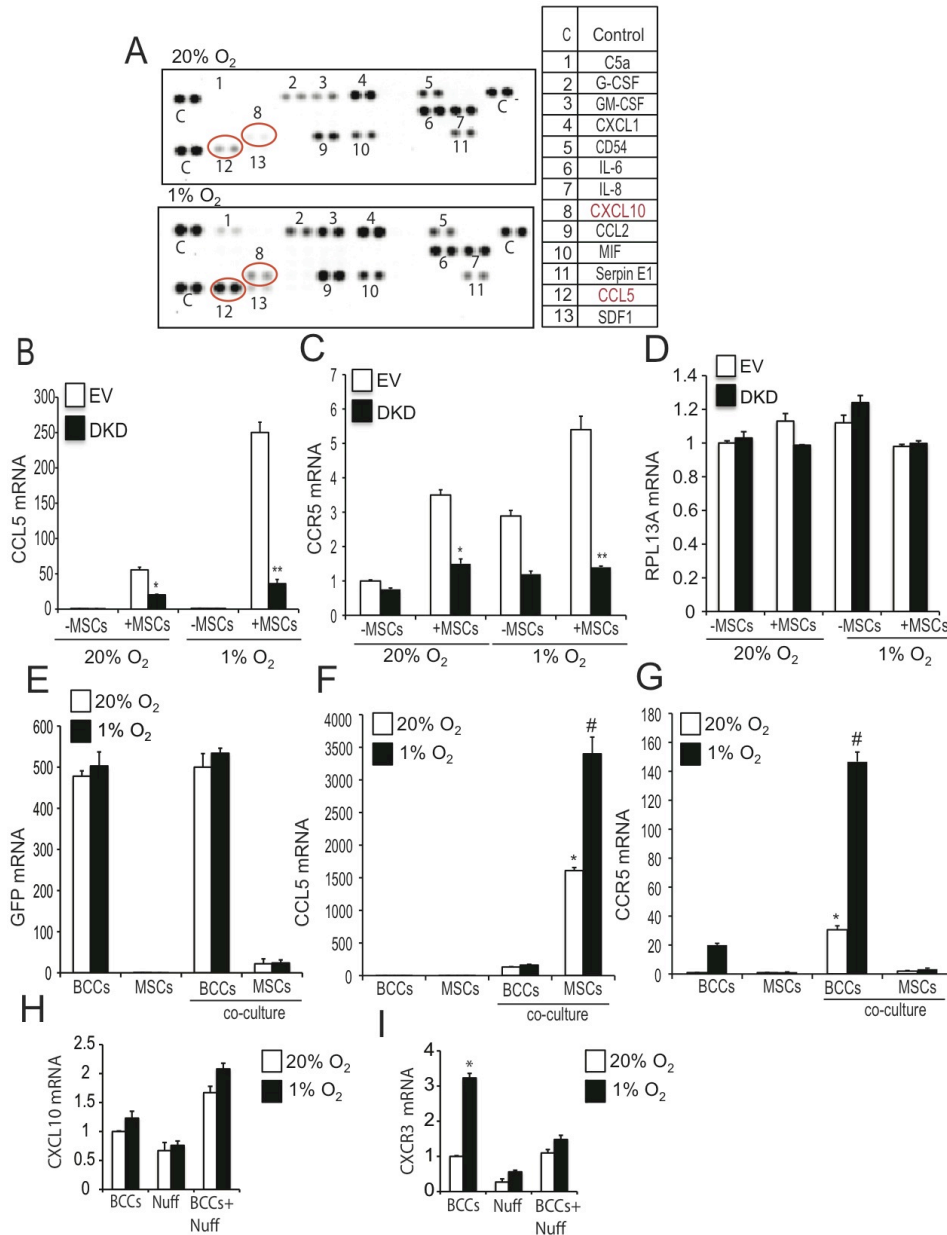 A
20% O2
1
2 3 4 5
C
8
C
6 7
9 10 11
12 13
C
1% O2
1
2 3 4 5
C
8
C
6 7
9 10 11
12 13
C
C Control
1 C5a
2 G-CSF
3 GM-CSF
4 CXCL1
5 CD54
6 IL-6
7 IL-8
8 CXCL10
9 CCL2
10 MIF
11 Serpin E1
12 CCL5
13 SDF1
B
EV
DKD
CCL5 mRNA
300
250
200
150
100
50
0
* **
-MSCs +MSCs -MSCs +MSCs
20% O2 1% O2
C
EV
DKD
CCR5 mRNA
7
6
5
4
3
2
1
0
* **
-MSCs +MSCs -MSCs +MSCs
20% O2 1% O2
D
EV
DKD
RPL13A mRNA
1.4
1.2
1
0.8
0.6
0.4
0.2
0
-MSCs +MSCs -MSCs +MSCs
20% O2 1% O2
E
20% O2
1% O2
GFP mRNA
600
500
400
300
200
100
0
BCCs MSCs BCCs MSCs
co-culture
F
20% O2
1% O2
CCL5 mRNA
4000
3500
3000
2500
2000
1500
1000
500
0
* #
BCCs MSCs BCCs MSCs
co-culture
G
20% O2
1% O2
CCR5 mRNA
180
160
140
120
100
80
60
40
20
0
* #
BCCs MSCs BCCs MSCs
co-culture
H
20% O2
1% O2
CXCL10 mRNA
2.5
2
1.5
1
0.5
0
BCCs Nuff BCCs+
Nuff
I
20% O2
1% O2
CXCR3 mRNA
4
3
2
1
0
*
BCCs Nuff BCCs+
Nuff